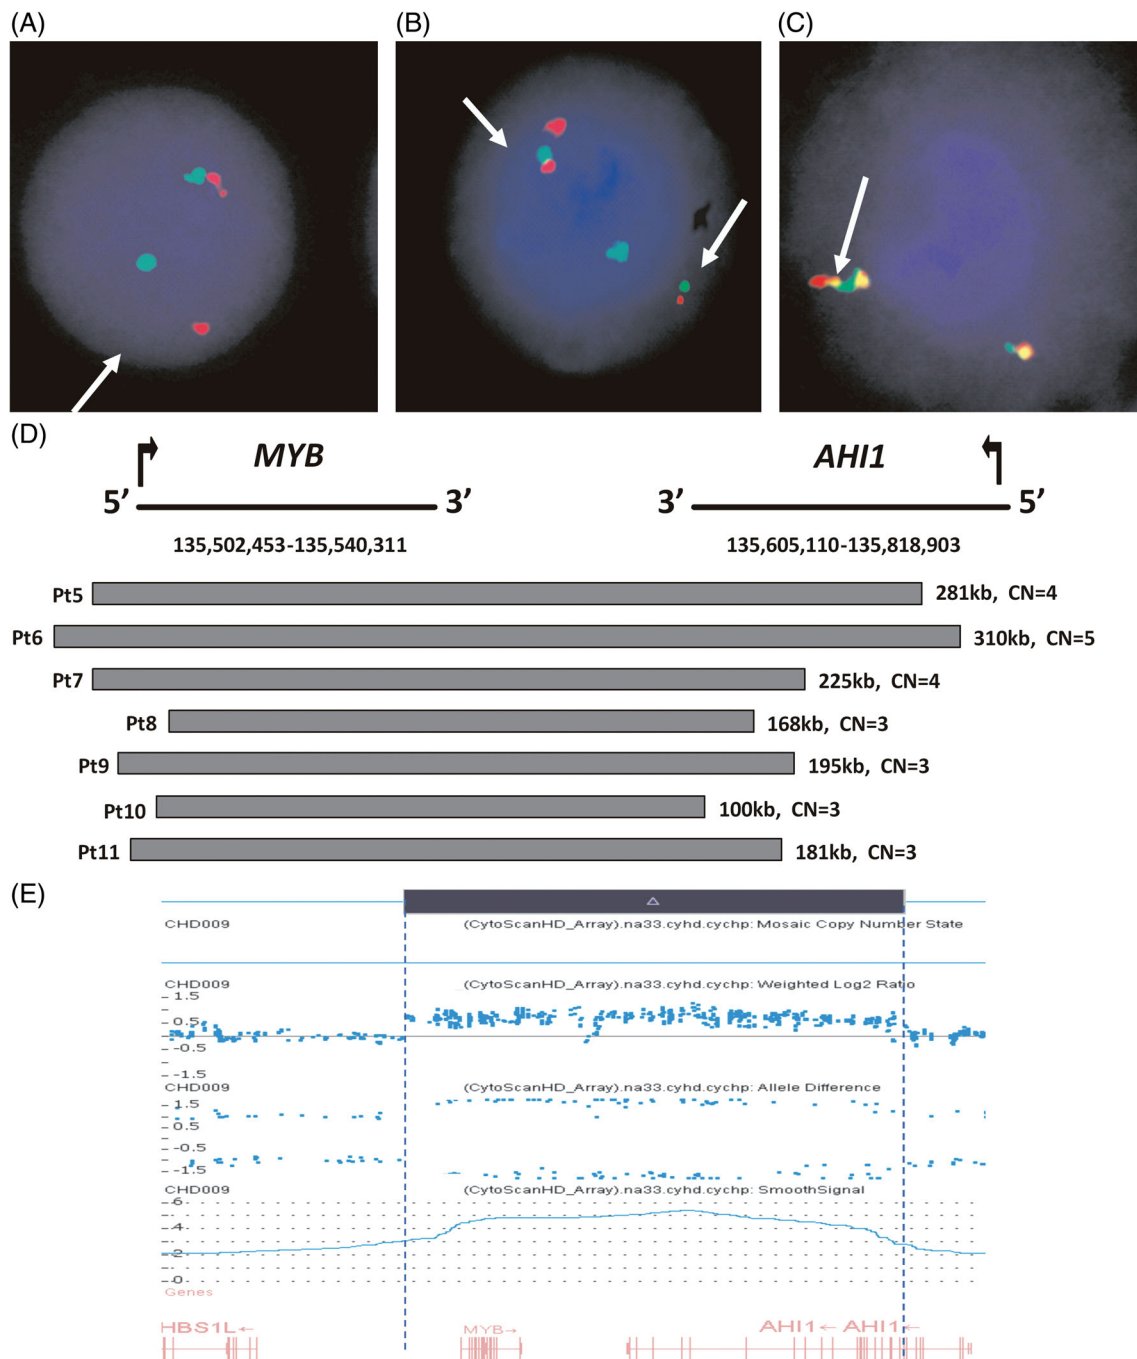 (A)
(B)
(C)
(D)
MYB
AHI1
5’
3’
3’
5’
135,502,453-135,540,311
135,605,110-135,818,903
Pt5
281kb, CN=4
Pt6
310kb, CN=5
Pt7
225kb, CN=4
Pt8
168kb, CN=3
Pt9
195kb, CN=3
Pt10
100kb, CN=3
Pt11
181kb, CN=3
(E)
CHD009
(CytoScanHD_Array).na33.cyhd.cychp: Mosaic Copy Number State
CHD009
(CytoScanHD_Array).na33.cyhd.cychp: Weighted Log2 Ratio
1.5
0.5
-0.5
-1.5
CHD009
(CytoScanHD_Array).na33.cyhd.cychp: Allele Difference
1.5
0.5
-0.5
-1.5
CHD009
(CytoScanHD_Array).na33.cyhd.cychp: SmoothSignal
6
4
2
0
Genes
HBS1L←
MYB→
AHI1←
AHI1←